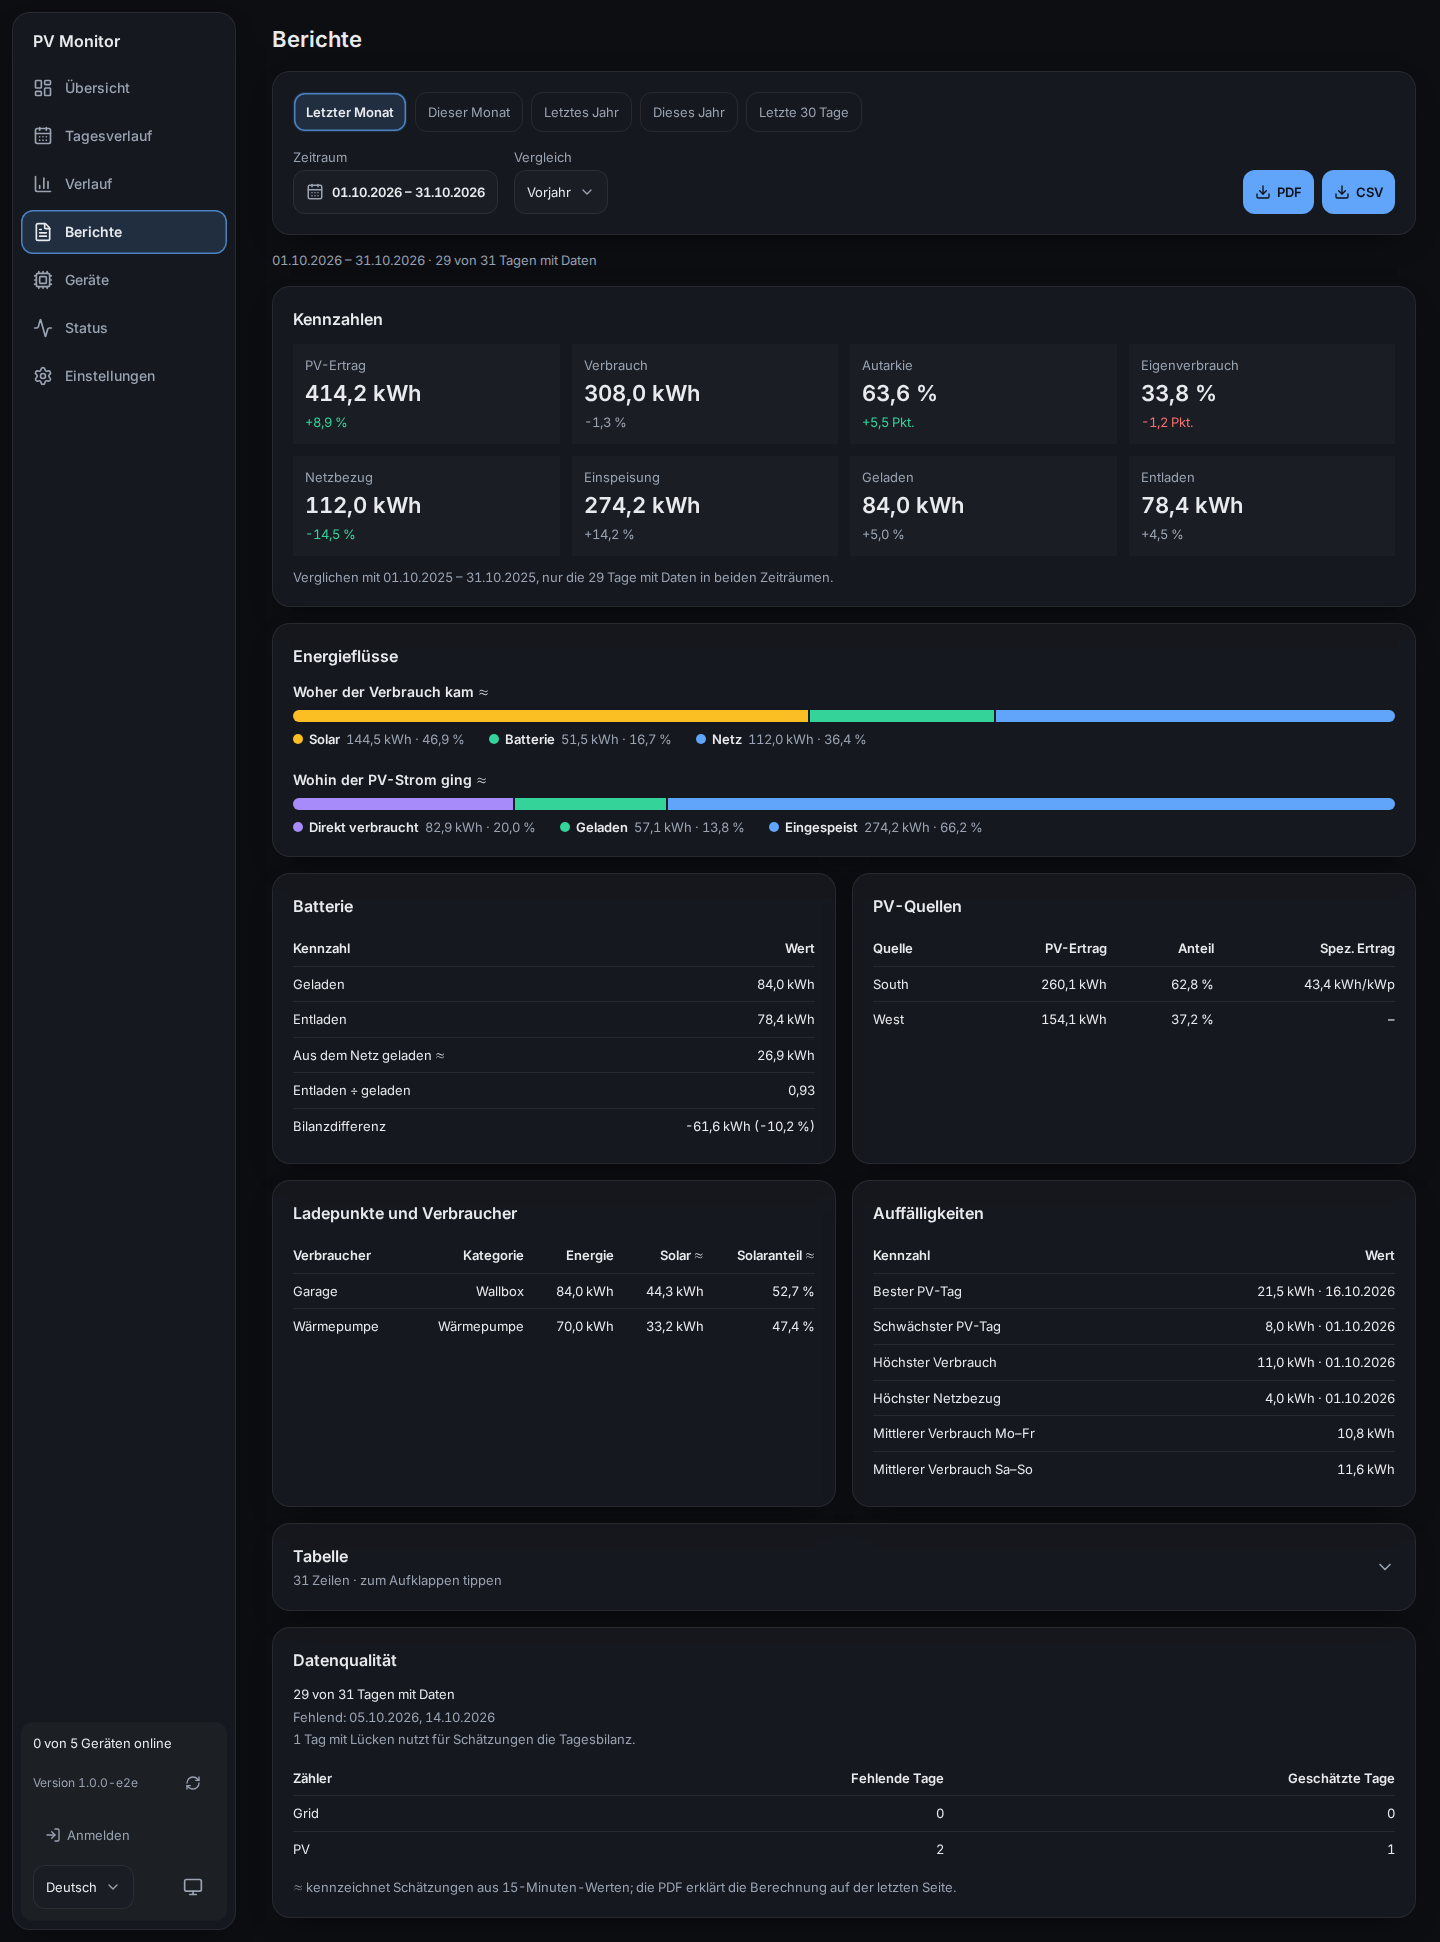 PV Monitor
Übersicht
Tagesverlauf
Verlauf
Berichte
Geräte
Status
Einstellungen
0 von 5 Geräten online
Version 1.0.0-e2e
Anmelden
Deutsch
Berichte
Letzter Monat Dieser Monat Letztes Jahr Dieses Jahr Letzte 30 Tage
Zeitraum Vergleich
01.10.2026 – 31.10.2026 Vorjahr PDF CSV
01.10.2026 – 31.10.2026 · 29 von 31 Tagen mit Daten
Kennzahlen
PV-Ertrag Verbrauch Autarkie Eigenverbrauch
414,2 kWh 308,0 kWh 63,6 % 33,8 %
+8,9 % -1,3 % +5,5 Pkt. -1,2 Pkt.
Netzbezug Einspeisung Geladen Entladen
112,0 kWh 274,2 kWh 84,0 kWh 78,4 kWh
-14,5 % +14,2 % +5,0 % +4,5 %
Verglichen mit 01.10.2025 – 31.10.2025, nur die 29 Tage mit Daten in beiden Zeiträumen.
Energieflüsse
Woher der Verbrauch kam ≈
Solar 144,5 kWh · 46,9 % Batterie 51,5 kWh · 16,7 % Netz 112,0 kWh · 36,4 %
Wohin der PV-Strom ging ≈
Direkt verbraucht 82,9 kWh · 20,0 % Geladen 57,1 kWh · 13,8 % Eingespeist 274,2 kWh · 66,2 %
Batterie
Kennzahl Wert
Geladen 84,0 kWh
Entladen 78,4 kWh
Aus dem Netz geladen ≈ 26,9 kWh
Entladen ÷ geladen 0,93
Bilanzdifferenz -61,6 kWh (-10,2 %)
PV-Quellen
Quelle PV-Ertrag Anteil Spez. Ertrag
South 260,1 kWh 62,8 % 43,4 kWh/kWp
West 154,1 kWh 37,2 % –
Ladepunkte und Verbraucher
Verbraucher Kategorie Energie Solar ≈ Solaranteil ≈
Garage Wallbox 84,0 kWh 44,3 kWh 52,7 %
Wärmepumpe Wärmepumpe 70,0 kWh 33,2 kWh 47,4 %
Auffälligkeiten
Kennzahl Wert
Bester PV-Tag 21,5 kWh · 16.10.2026
Schwächster PV-Tag 8,0 kWh · 01.10.2026
Höchster Verbrauch 11,0 kWh · 01.10.2026
Höchster Netzbezug 4,0 kWh · 01.10.2026
Mittlerer Verbrauch Mo–Fr 10,8 kWh
Mittlerer Verbrauch Sa–So 11,6 kWh
Tabelle
31 Zeilen · zum Aufklappen tippen
Datenqualität
29 von 31 Tagen mit Daten
Fehlend: 05.10.2026, 14.10.2026
1 Tag mit Lücken nutzt für Schätzungen die Tagesbilanz.
Zähler Fehlende Tage Geschätzte Tage
Grid 0 0
PV 2 1
≈ kennzeichnet Schätzungen aus 15-Minuten-Werten; die PDF erklärt die Berechnung auf der letzten Seite.